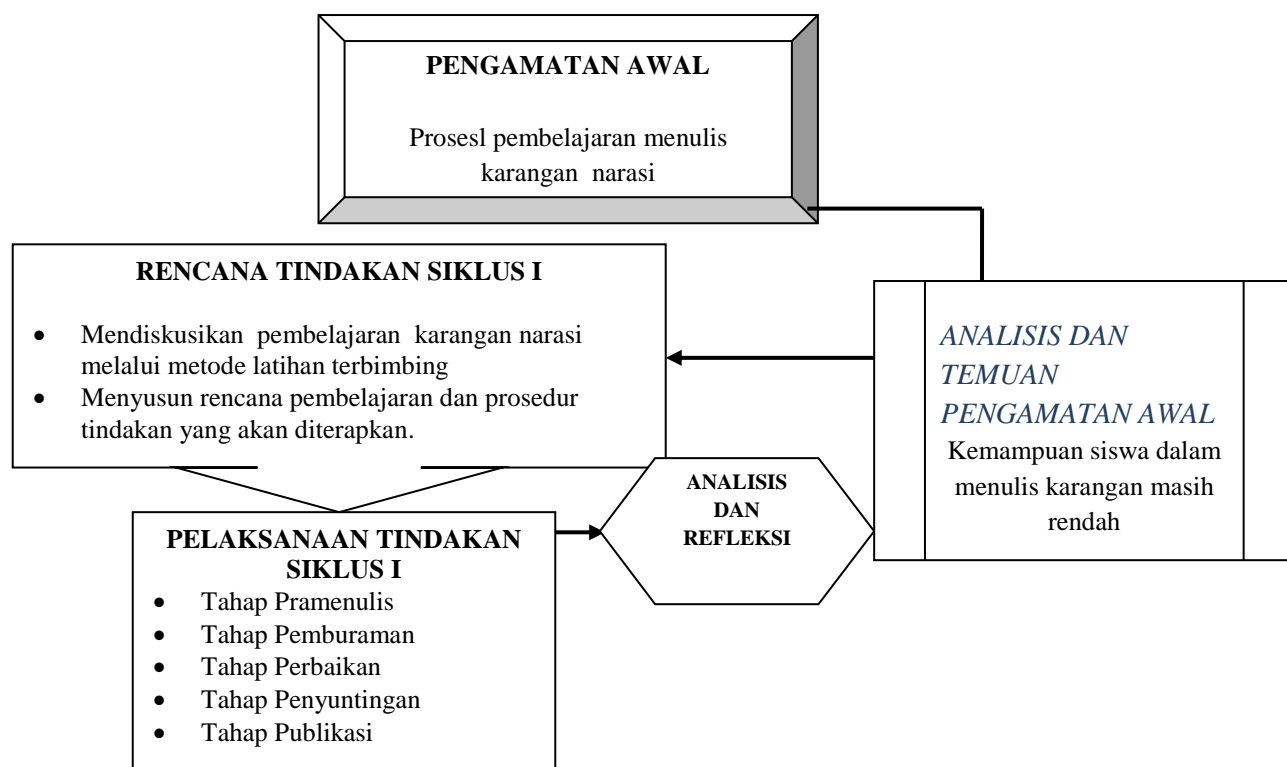 PENGAMATAN AWAL
Prosesl pembelajaran menulis
karangan narasi
RENCANA TINDAKAN SIKLUS I
• Mendiskusikan pembelajaran karangan narasi
melalui metode latihan terbimbing
• Menyusun rencana pembelajaran dan prosedur
tindakan yang akan diterapkan.
ANALISIS DAN
TEMUAN
PENGAMATAN AWAL
Kemampuan siswa dalam
menulis karangan masih
rendah
ANALISIS
DAN
REFLEKSI
PELAKSANAAN TINDAKAN
SIKLUS I
• Tahap Pramenulis
• Tahap Pemburaman
• Tahap Perbaikan
• Tahap Penyuntingan
• Tahap Publikasi